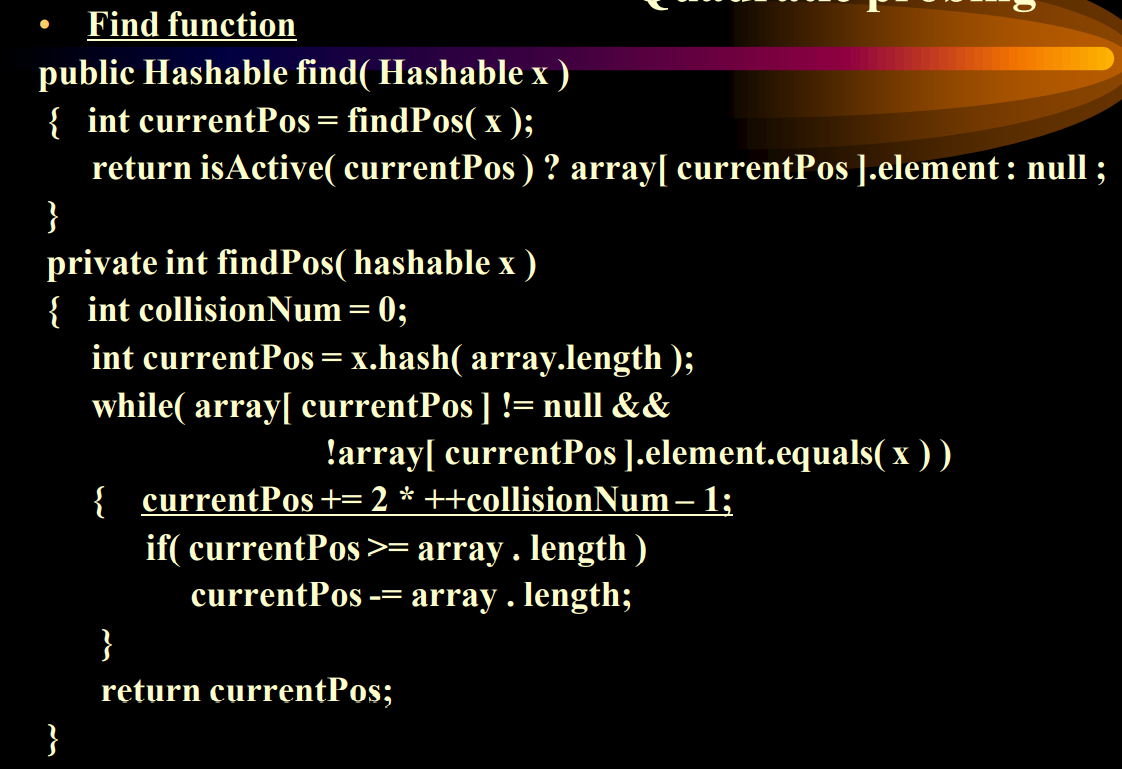 • Find function
public Hashable find( Hashable x )
{ int currentPos = findPos( x );
return isActive( currentPos ) ? array[ currentPos ].element : null ;
}
private int findPos( hashable x )
{ int collisionNum = 0;
int currentPos = x.hash( array.length );
while( array[ currentPos ] != null &&
!array[ currentPos ].element.equals( x ) )
{ currentPos += 2 * ++collisionNum – 1;
if( currentPos >= array . length )
currentPos -= array . length;
}
return currentPos;
}